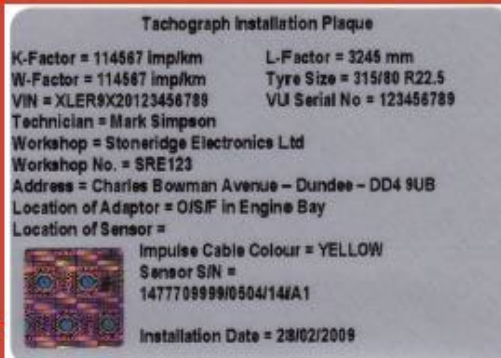 Tachograph Installation Plaque
K-Factor = 114567 imp/km L-Factor = 3245 mm
W-Factor = 114567 imp/km Tyre Size = 315/80 R22.5
VIN = XLER9X20123456789 VUI Serial No = 123456789
Technician = Mark Simpson
Workshop = Stoneridge Electronics Ltd
Workshop No. = SRE123
Address = Charles Bowman Avenue – Dundee – DD4 9UB
Location of Adaptor = O/S/F in Engine Bay
Location of Sensor =
Impulse Cable Colour = YELLOW
Sensor S/N =
1477709999/0504/14/A1
Installation Date = 28/02/2009